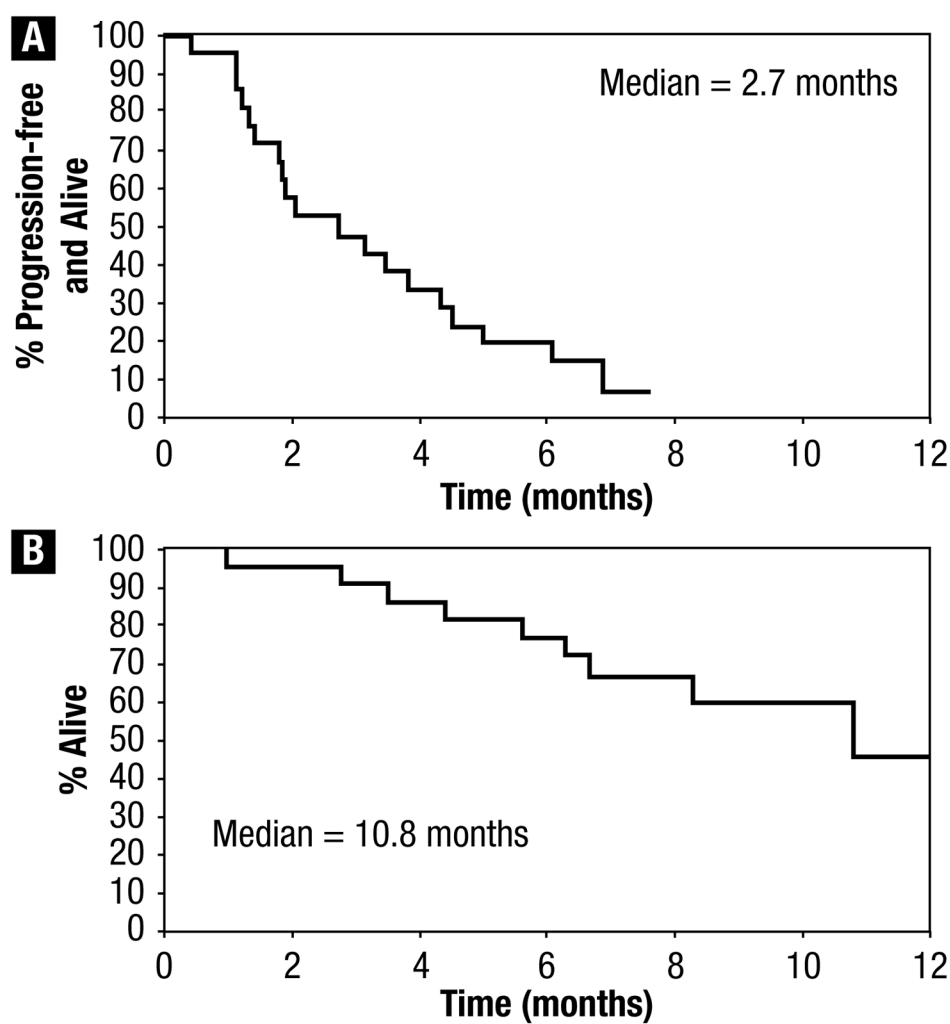 A
% Progression-free
and Alive
100
90
80
70
60
50
40
30
20
10
0
Median = 2.7 months
0 2 4 6 8 10 12
Time (months)
B
% Alive
100
90
80
70
60
50
40
30
20
10
0
Median = 10.8 months
0 2 4 6 8 10 12
Time (months)